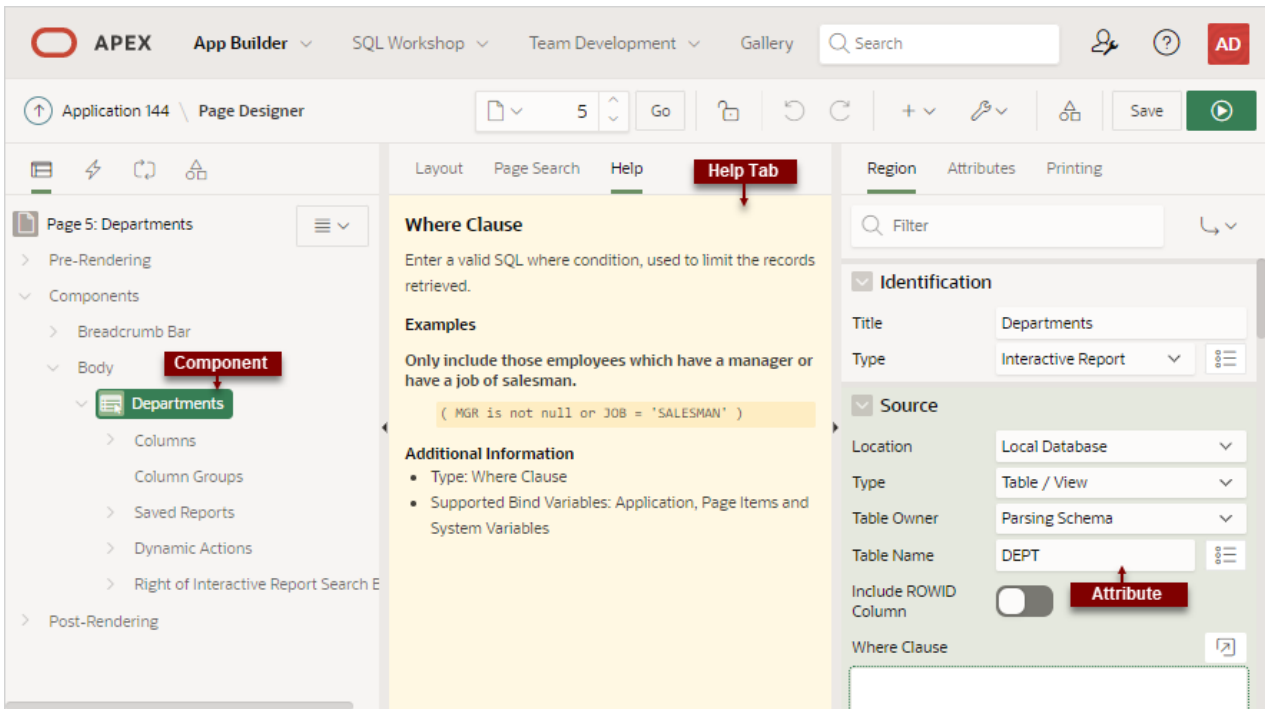 APEX App Builder SQL Workshop Team Development Gallery Search AD
Application 144 \ Page Designer 5 Go Save
Page 5: Departments
Pre-Rendering
Components
Breadcrumb Bar
Body
Component
Departments
Columns
Column Groups
Saved Reports
Dynamic Actions
Right of Interactive Report Search
Post-Rendering
Layout Page Search Help
Help Tab
Where Clause
Enter a valid SQL where condition, used to limit the records
retrieved.
Examples
Only include those employees which have a manager or
have a job of salesman.
( MGR is not null or JOB = 'SALESMAN' )
Additional Information
• Type: Where Clause
• Supported Bind Variables: Application, Page Items and
System Variables
Region Attributes Printing
Filter
Identification
Title Departments
Type Interactive Report
Source
Location Local Database
Type Table / View
Table Owner Parsing Schema
Table Name DEPT
Include ROWID
Column
Attribute
Where Clause